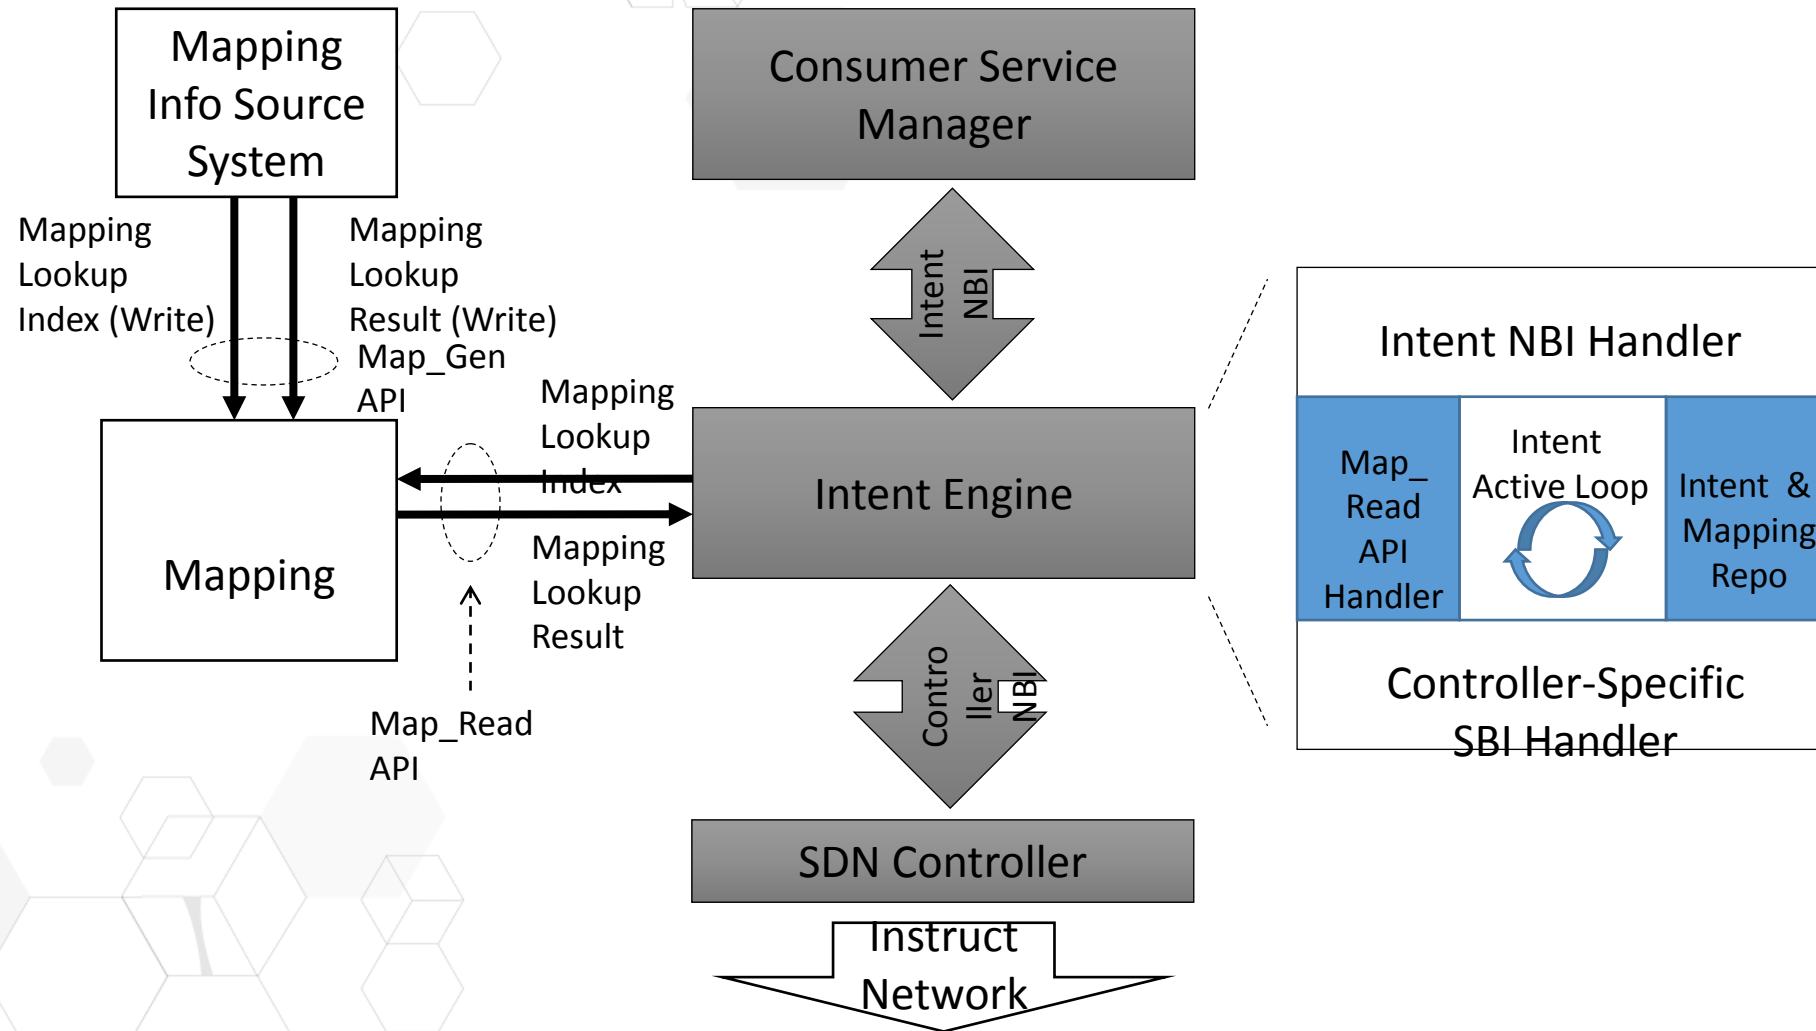 Mapping
Info Source
System
Consumer Service
Manager
Mapping
Lookup
Index (Write)
Mapping
Lookup
Result (Write)
Map_Gen
API
Intent
NBI
Mapping
Lookup
Index
Mapping
Intent Engine
Mapping
Lookup
Result
Map_Read
API
Contro
ller
NBI
SDN Controller
Instruct
Network
Intent NBI Handler
Map_
Read
API
Handler
Intent
Active Loop
Intent &
Mapping
Repo
Controller-Specific
SBI Handler